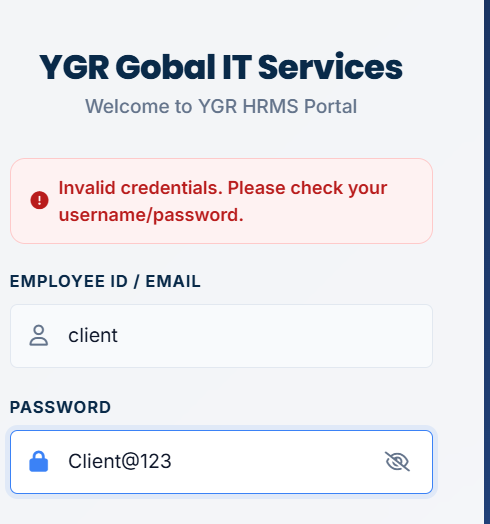 YGR Gobal IT Services
Welcome to YGR HRMS Portal
Invalid credentials. Please check your
username/password.
EMPLOYEE ID / EMAIL
client
PASSWORD
Client@123